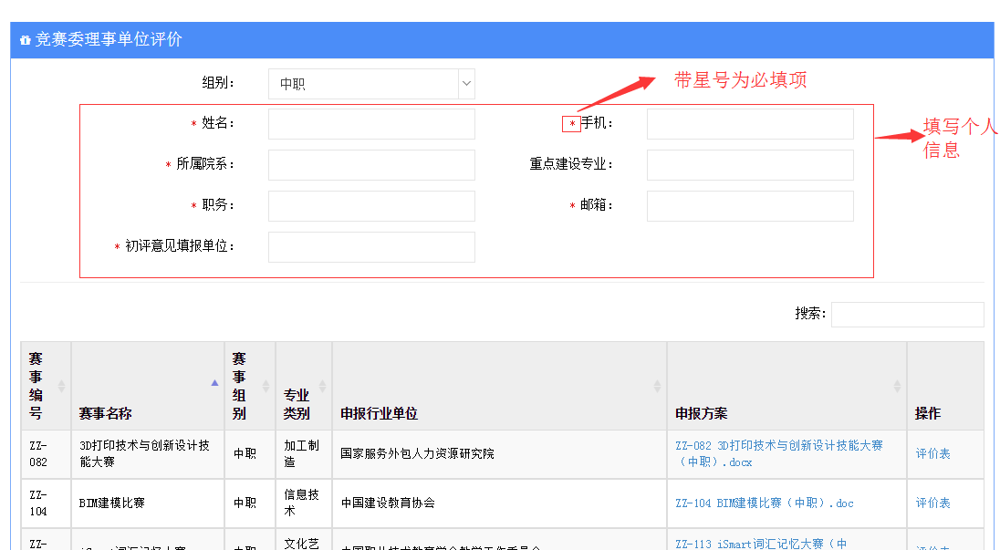 竞赛委理事单位评价
组别： 中职
带星号为必填项
* 姓名： * 手机：
填写个人
信息
* 所属院系： 重点建设专业：
* 职务： * 邮箱：
* 初评意见填报单位：
搜索：
赛事编号 赛事名称 赛事组别 专业类别 申报行业单位 申报方案 操作
ZZ-082 3D打印技术与创新设计技能大赛 中职 加工制造 国家服务外包人力资源研究院 ZZ-082 3D打印技术与创新设计技能大赛（中职）.docx 评价表
ZZ-104 BIM建模比赛 中职 信息技术 中国建设教育协会 ZZ-104 BIM建模比赛（中职）.doc 评价表
ZZ- iSmart词汇记忆大赛 中职 文化艺 ZZ-113 iSmart词汇记忆大赛（中 评价表